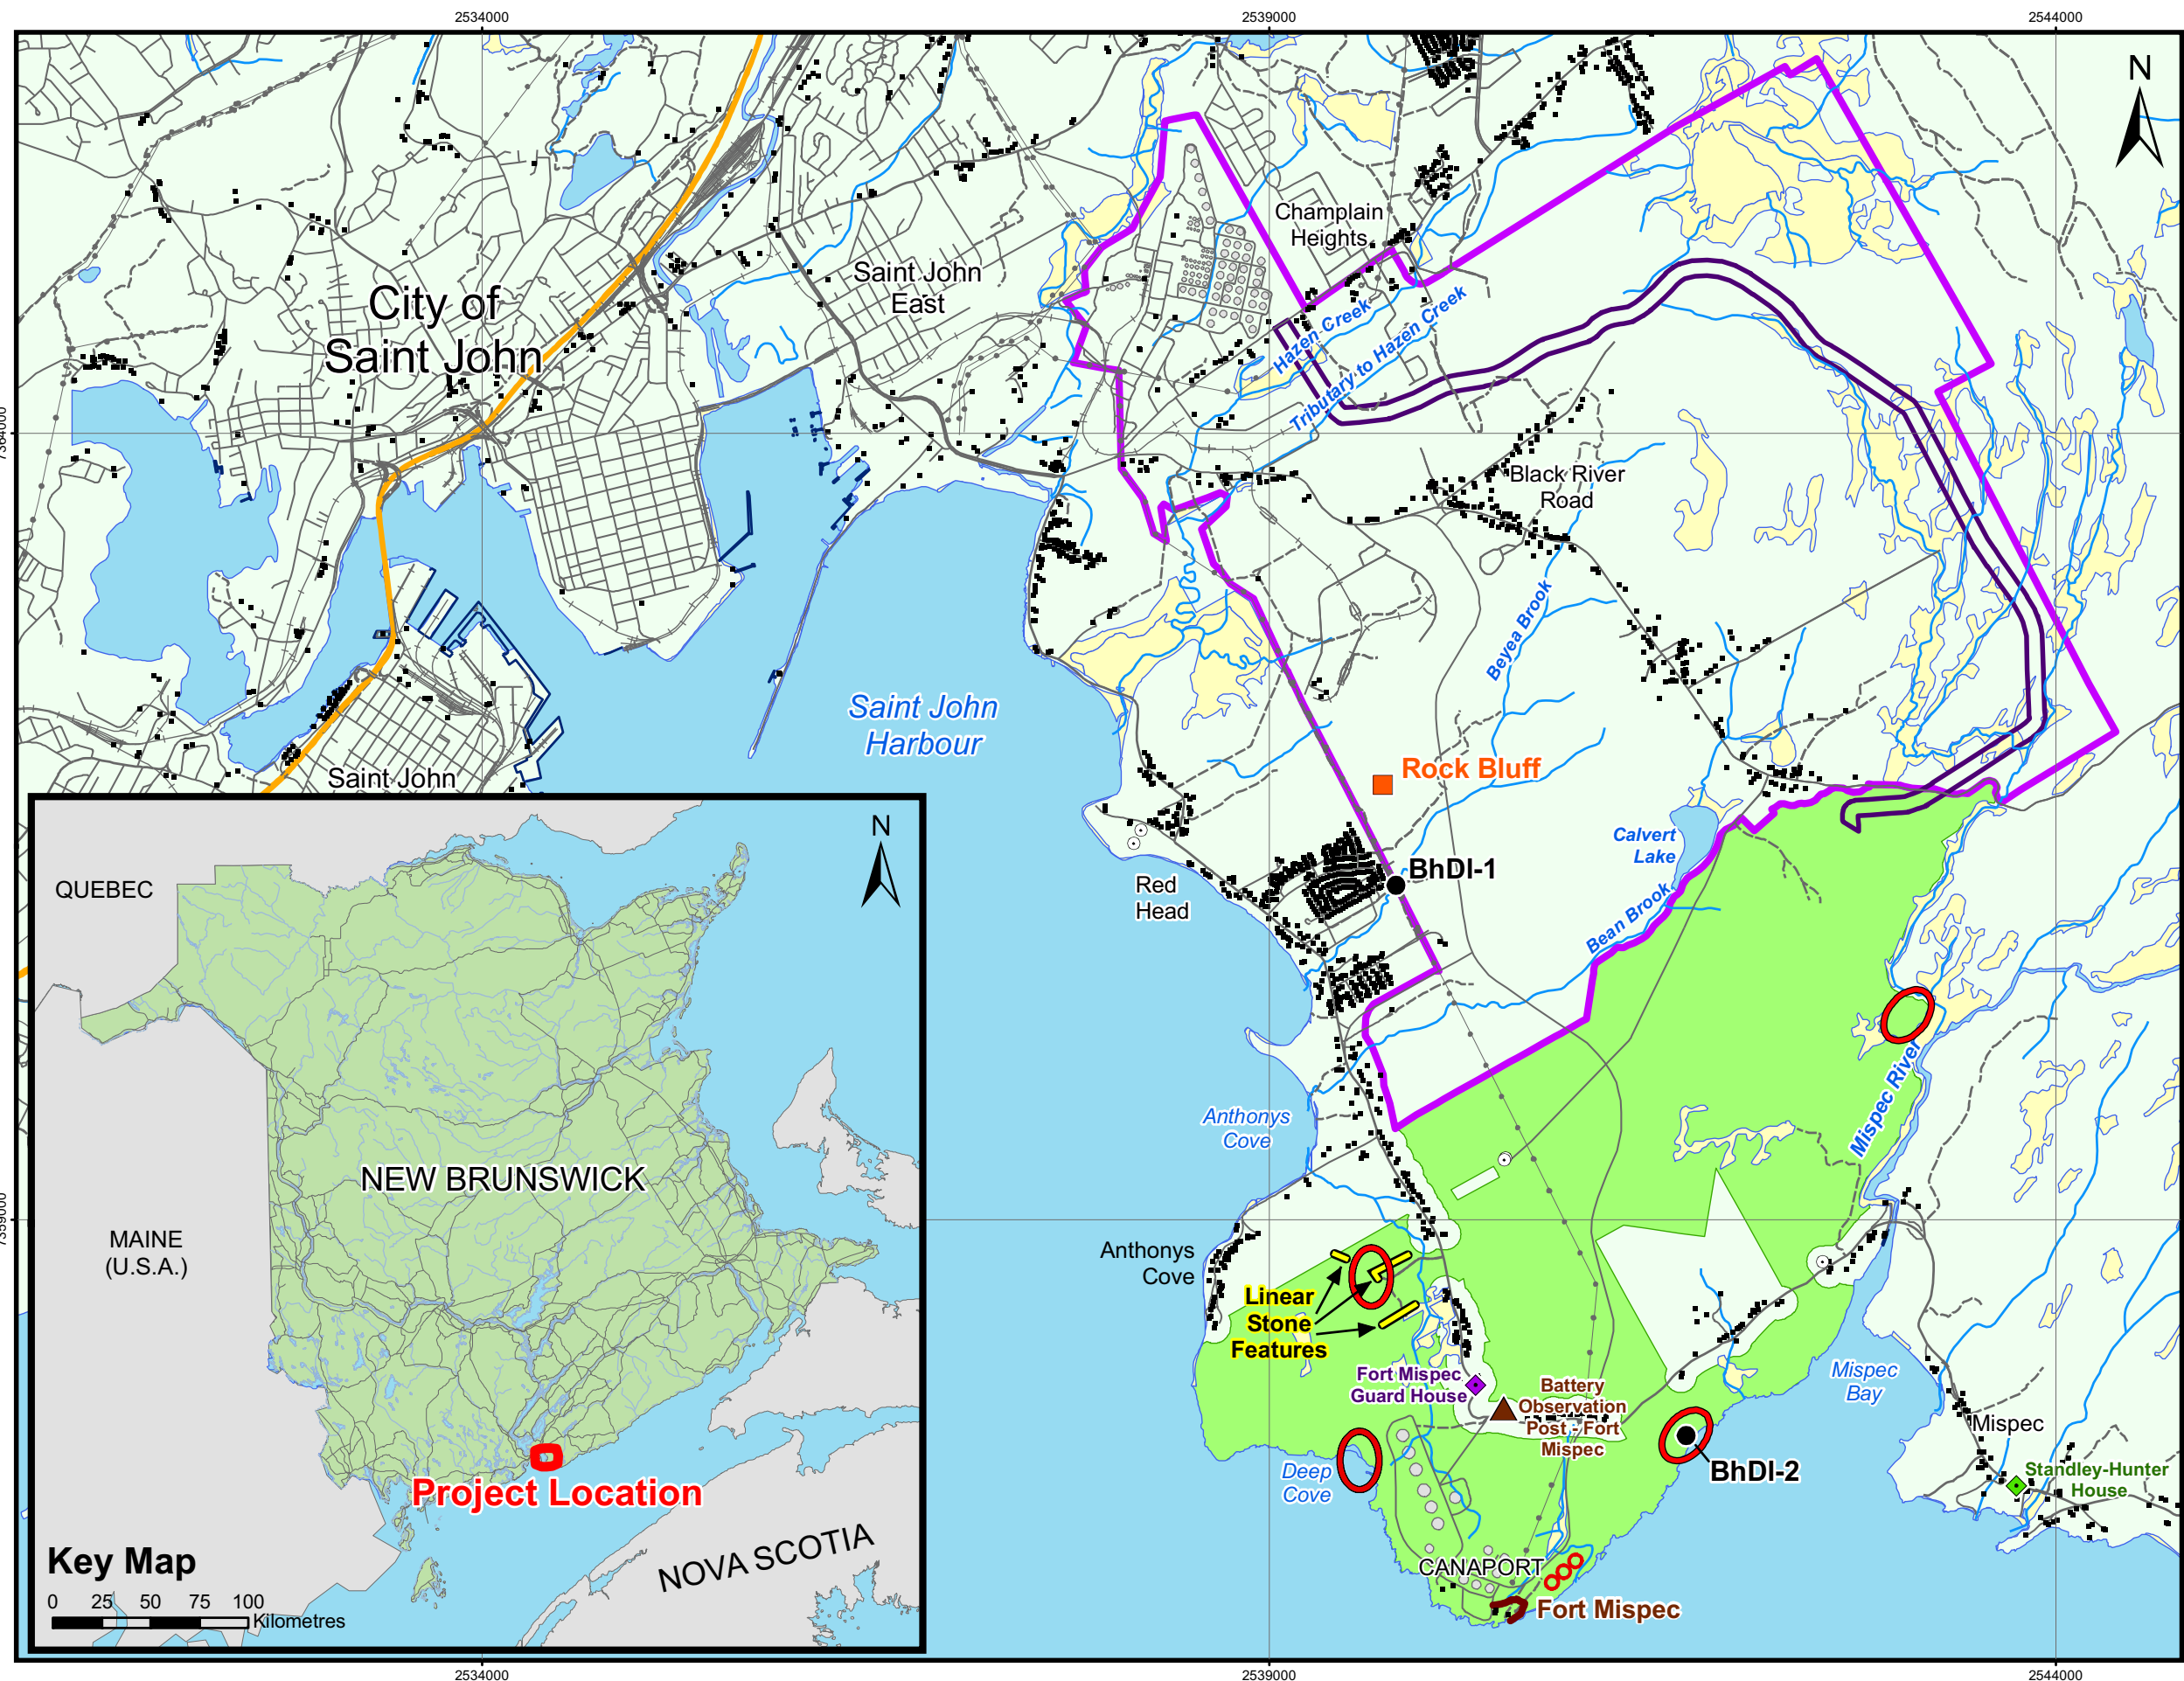 2534000
2539000
2544000
N
Champlain
Heights
Saint John
East
City of
Saint John
Hazen Creek
Tributary to Hazen Creek
Black River
Road
Beyea Brook
Saint John
Harbour
Saint John
Rock Bluff
Calvert
Lake
BhDl-1
Red
Head
Bean Brook
Mispec River
Anthonys
Cove
Anthonys
Cove
Linear
Stone
Features
Fort Mispec
Guard House
Battery
Observation
Post - Fort
Mispec
Mispec
Bay
Mispec
BhDl-2
Standley-Hunter
House
Deep
Cove
CANAPORT
Fort Mispec
N
QUEBEC
NEW BRUNSWICK
MAINE
(U.S.A.)
Project Location
NOVA SCOTIA
Key Map
0 25 50 75 100
Kilometres
7359000
2534000
2539000
2544000